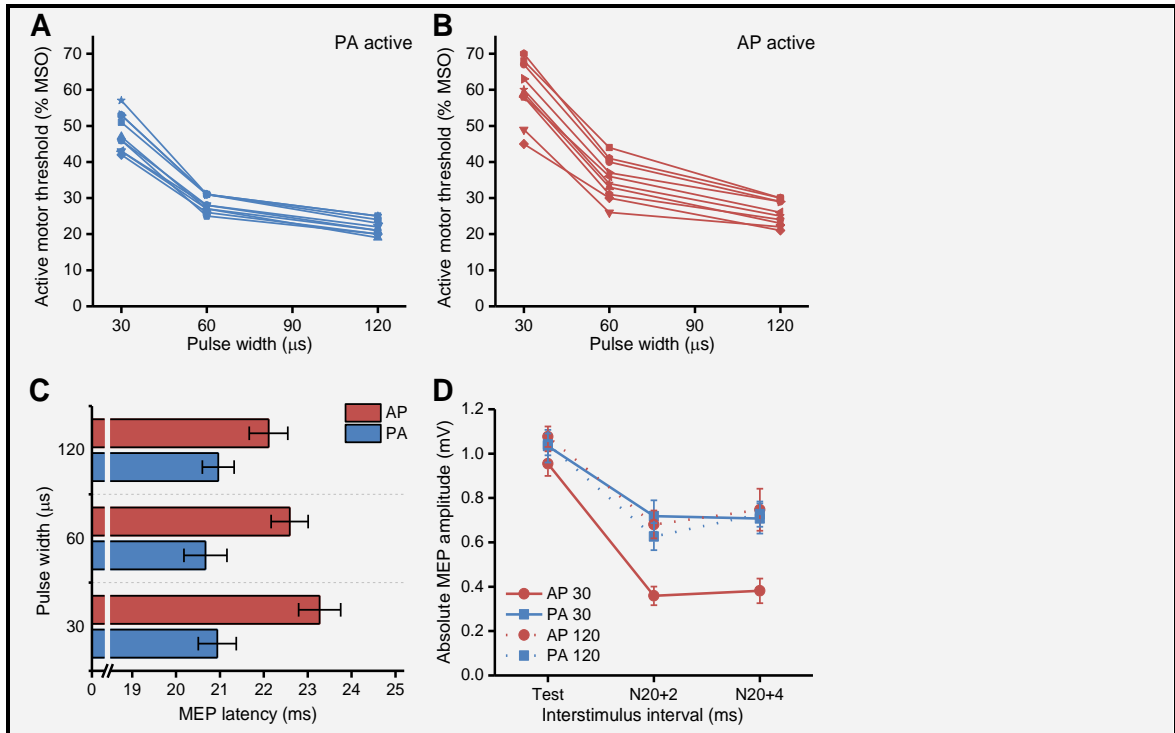 A
PA active
Active motor threshold (% MSO)
70
60
50
40
30
20
10
0
30 60 90 120
Pulse width (μs)
B
AP active
Active motor threshold (% MSO)
70
60
50
40
30
20
10
0
30 60 90 120
Pulse width (μs)
C
AP
PA
Pulse width (μs)
120
60
30
0 19 20 21 22 23 24 25
MEP latency (ms)
D
Absolute MEP amplitude (mV)
1.2
1.0
0.8
0.6
0.4
0.2
0.0
AP 30
PA 30
AP 120
PA 120
Test N20+2 N20+4
Interstimulus interval (ms)